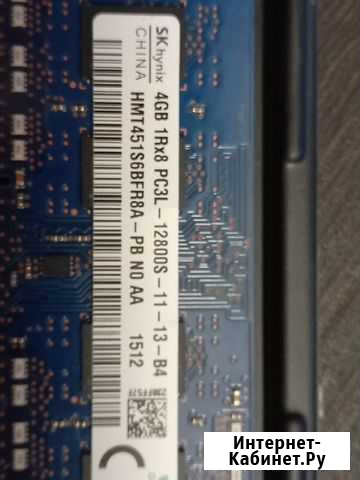 SK hynix
CHINA
4GB 1Rx8 PC3L-12800S-11-13-B4
HMT451S6BFR8A-PB N0 AA 1512
Интернет-
Кабинет.Ру